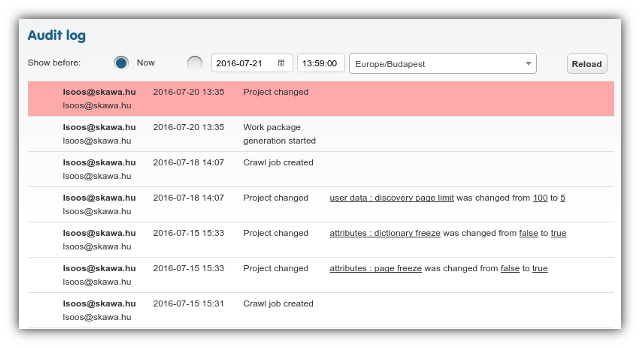 Audit log
Show before: Now 2016-07-21 13:59:00 Europe/Budapest Reload
lsoos@skawa.hu 2016-07-20 13:35 Project changed
lsoos@skawa.hu
lsoos@skawa.hu 2016-07-20 13:35 Work package
lsoos@skawa.hu generation started
lsoos@skawa.hu 2016-07-18 14:07 Crawl job created
lsoos@skawa.hu
lsoos@skawa.hu 2016-07-18 14:07 Project changed user data : discovery page limit was changed from 100 to 5
lsoos@skawa.hu
lsoos@skawa.hu 2016-07-15 15:33 Project changed attributes : dictionary freeze was changed from false to true
lsoos@skawa.hu
lsoos@skawa.hu 2016-07-15 15:33 Project changed attributes : page freeze was changed from false to true
lsoos@skawa.hu
lsoos@skawa.hu 2016-07-15 15:31 Crawl job created
lsoos@skawa.hu